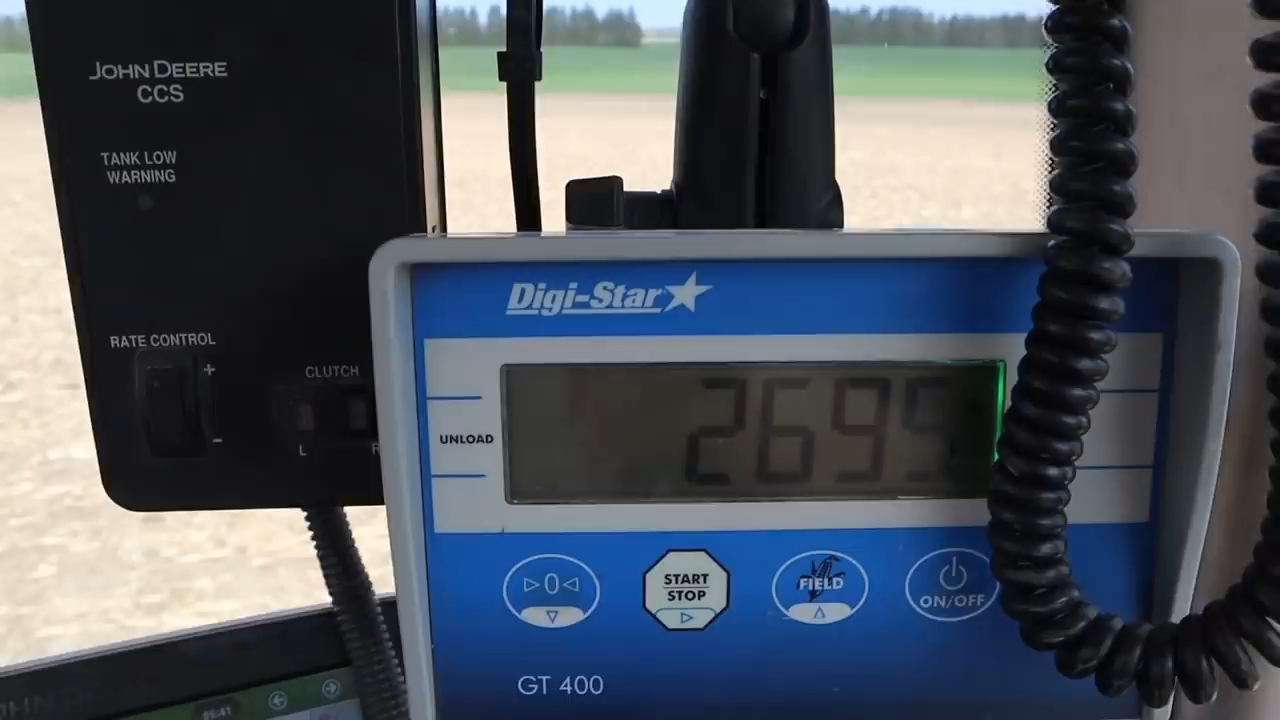 JOHN DEERE
CCS
TANK LOW
WARNING
RATE CONTROL
+
-
CLUTCH
L
R
Digi-Star
UNLOAD
2695
▷0◁
▽
START
STOP
▷
FIELD
△
ON/OFF
GT 400